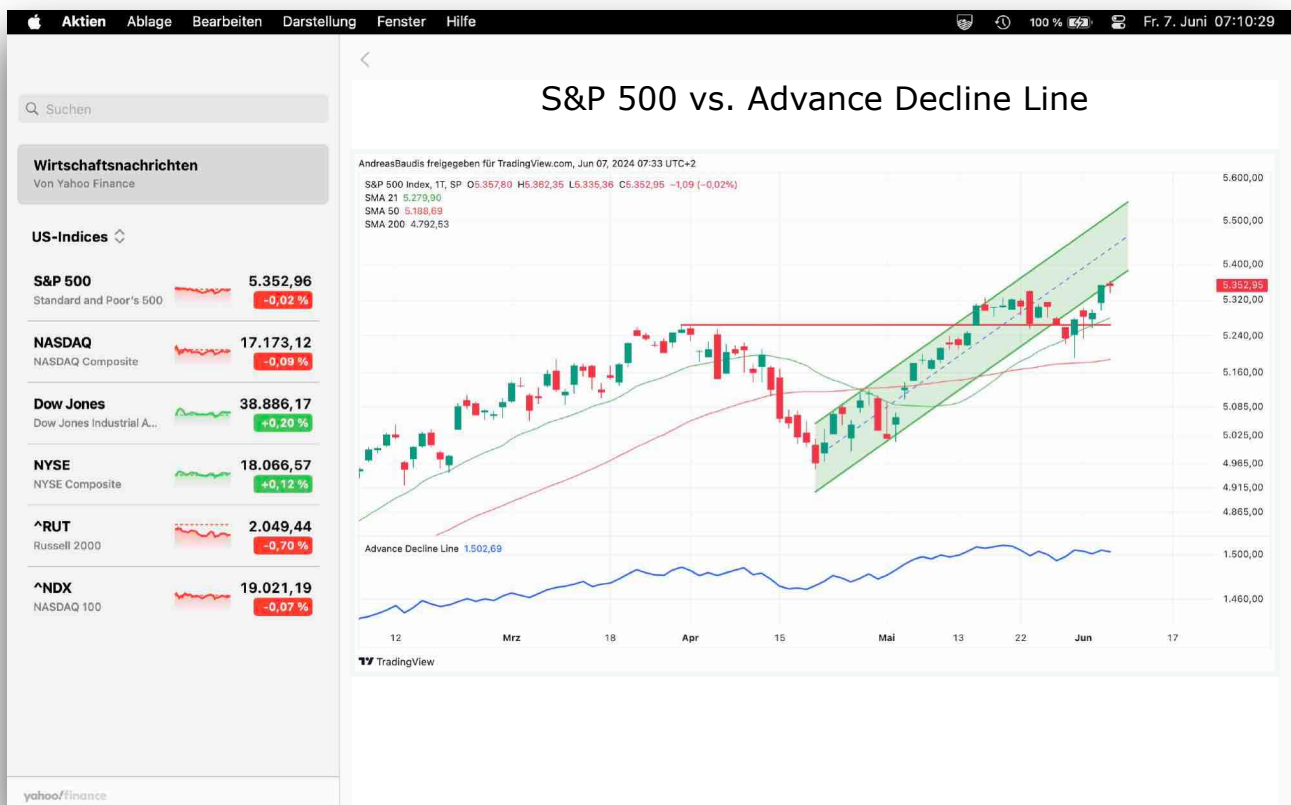 Aktien Ablage Bearbeiten Darstellung Fenster Hilfe 100 % Fr. 7. Juni 07:10:29
Suchen
Wirtschaftsnachrichten
Von Yahoo Finance
US-Indices
S&P 500 5.352,96
Standard and Poor's 500 -0,02 %
NASDAQ 17.173,12
NASDAQ Composite -0,09 %
Dow Jones 38.886,17
Dow Jones Industrial A... +0,20 %
NYSE 18.066,57
NYSE Composite +0,12 %
^RUT 2.049,44
Russell 2000 -0,70 %
^NDX 19.021,19
NASDAQ 100 -0,07 %
yahoo!finance
S&P 500 vs. Advance Decline Line
AndreasBaudis freigegeben für TradingView.com, Jun 07, 2024 07:33 UTC+2
S&P 500 Index, 1T, SP O5.357,80 H5.362,35 L5.335,36 C5.352,95 −1,09 (−0,02%)
SMA 21 5.279,90
SMA 50 5.188,69
SMA 200 4.792,53
5.600,00
5.500,00
5.400,00
5.352,95
5.320,00
5.240,00
5.160,00
5.085,00
5.025,00
4.965,00
4.915,00
4.865,00
Advance Decline Line 1.502,69
1.500,00
1.460,00
12 Mrz 18 Apr 15 Mai 13 22 Jun 17
TradingView